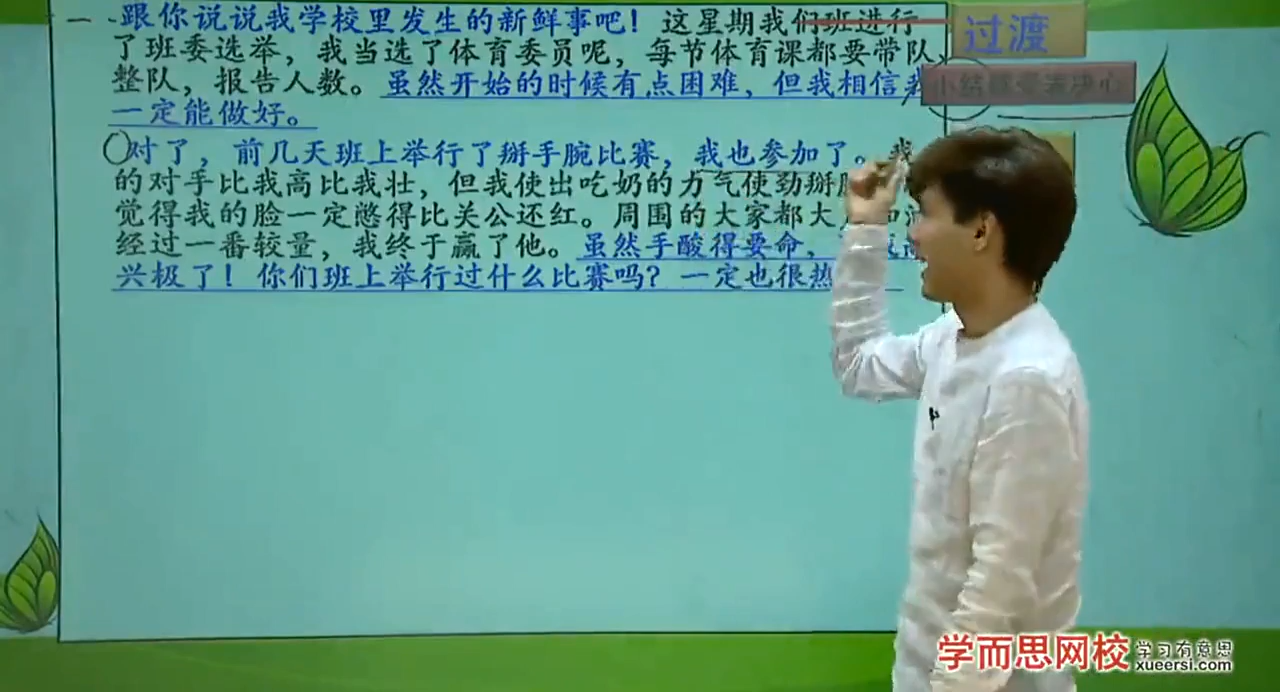 跟你说说我学校里发生的新鲜事吧！这星期我们班进行
了班委选举，我当选了体育委员呢，每节体育课都要带队、
整队，报告人数。虽然开始的时候有点困难，但我相信我
一定能做好。
对了，前几天班上举行了掰手腕比赛，我也参加了。我
的对手比我高比我壮，但我使出吃奶的力气使劲掰
觉得我的脸一定憋得比关公还红。周围的大家都大
经过一番较量，我终于赢了他。虽然手酸得要命，
兴极了！你们班上举行过什么比赛吗？一定也很热
过渡
小结
表决心
学而思网校 学习有意思
xueersi.com